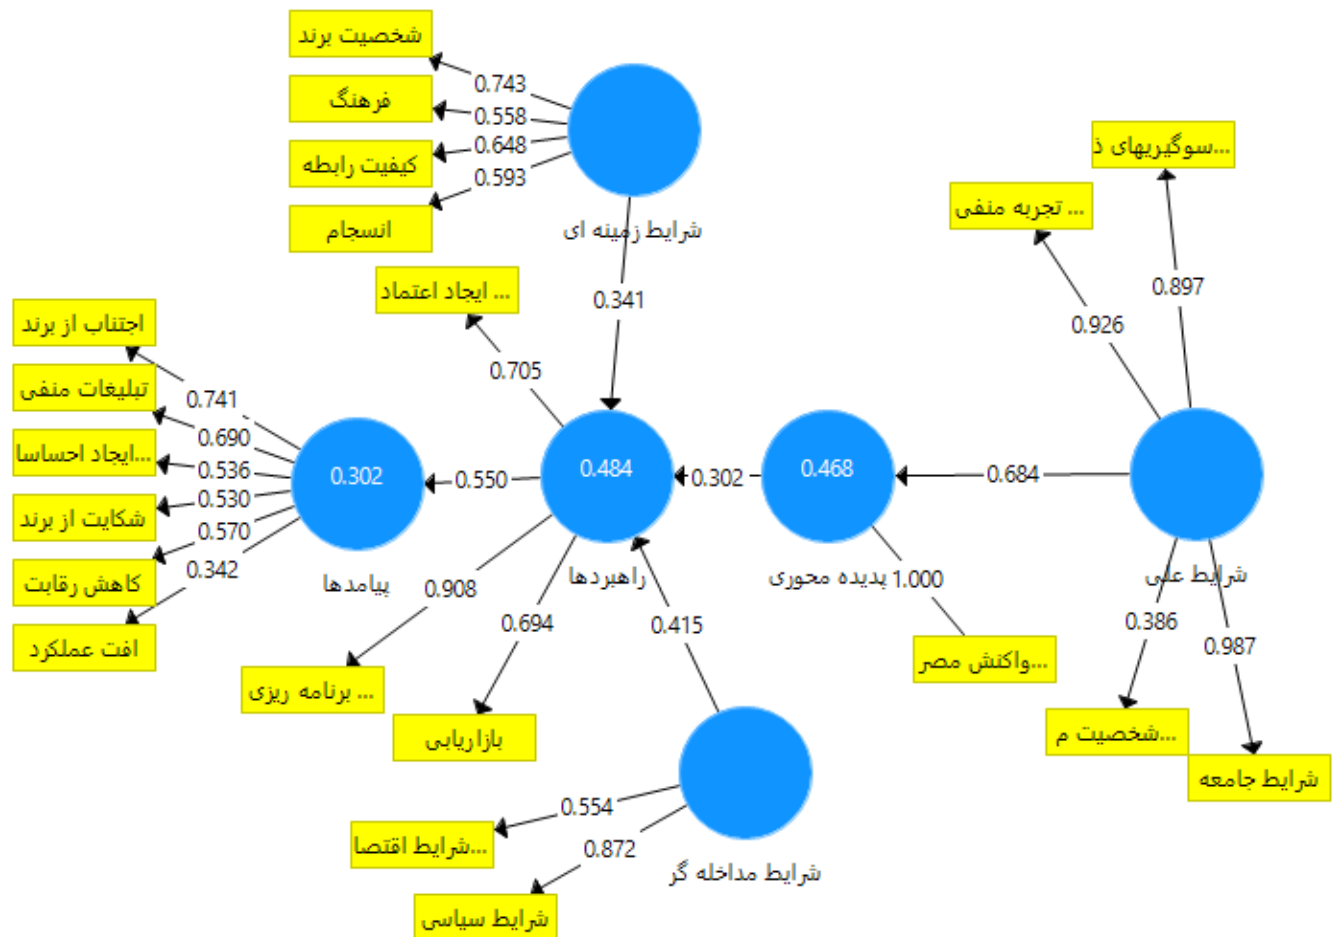 شخصیت برند
0.743
فرهنگ
0.558
کیفیت رابطه
0.648
انسجام
0.593
شرایط زمینه ای
0.341
سوگیریهای ذ...
0.897
تجربه منفی ...
0.926
ایجاد اعتماد ...
0.705
اجتناب از برند
0.741
تبلیغات منفی
0.690
ایجاد احساسا...
0.536
شکایت از برند
0.530
کاهش رقابت
0.570
افت عملکرد
0.342
0.302
پیامدها
0.550
0.484
راهبردها
0.302
0.468
پدیده محوری
1.000
0.684
شرایط علی
0.386
0.987
واکنش مصر...
شخصیت م...
شرایط جامعه
0.908
برنامه ریزی ...
0.694
بازاریابی
0.415
0.554
شرایط اقتصا...
0.872
شرایط سیاسی
شرایط مداخله گر